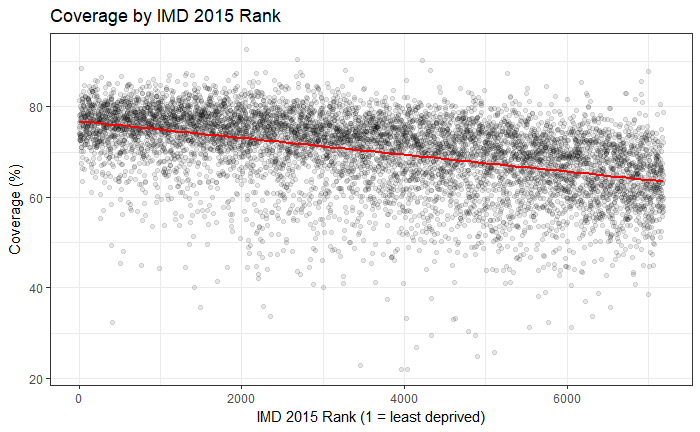 Coverage by IMD 2015 Rank
80
60
40
20
Coverage (%)
0 2000 4000 6000
IMD 2015 Rank (1 = least deprived)